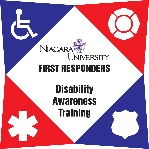 NIAGARA
UNIVERSITY
FIRST RESPONDERS
Disability
Awareness
Training